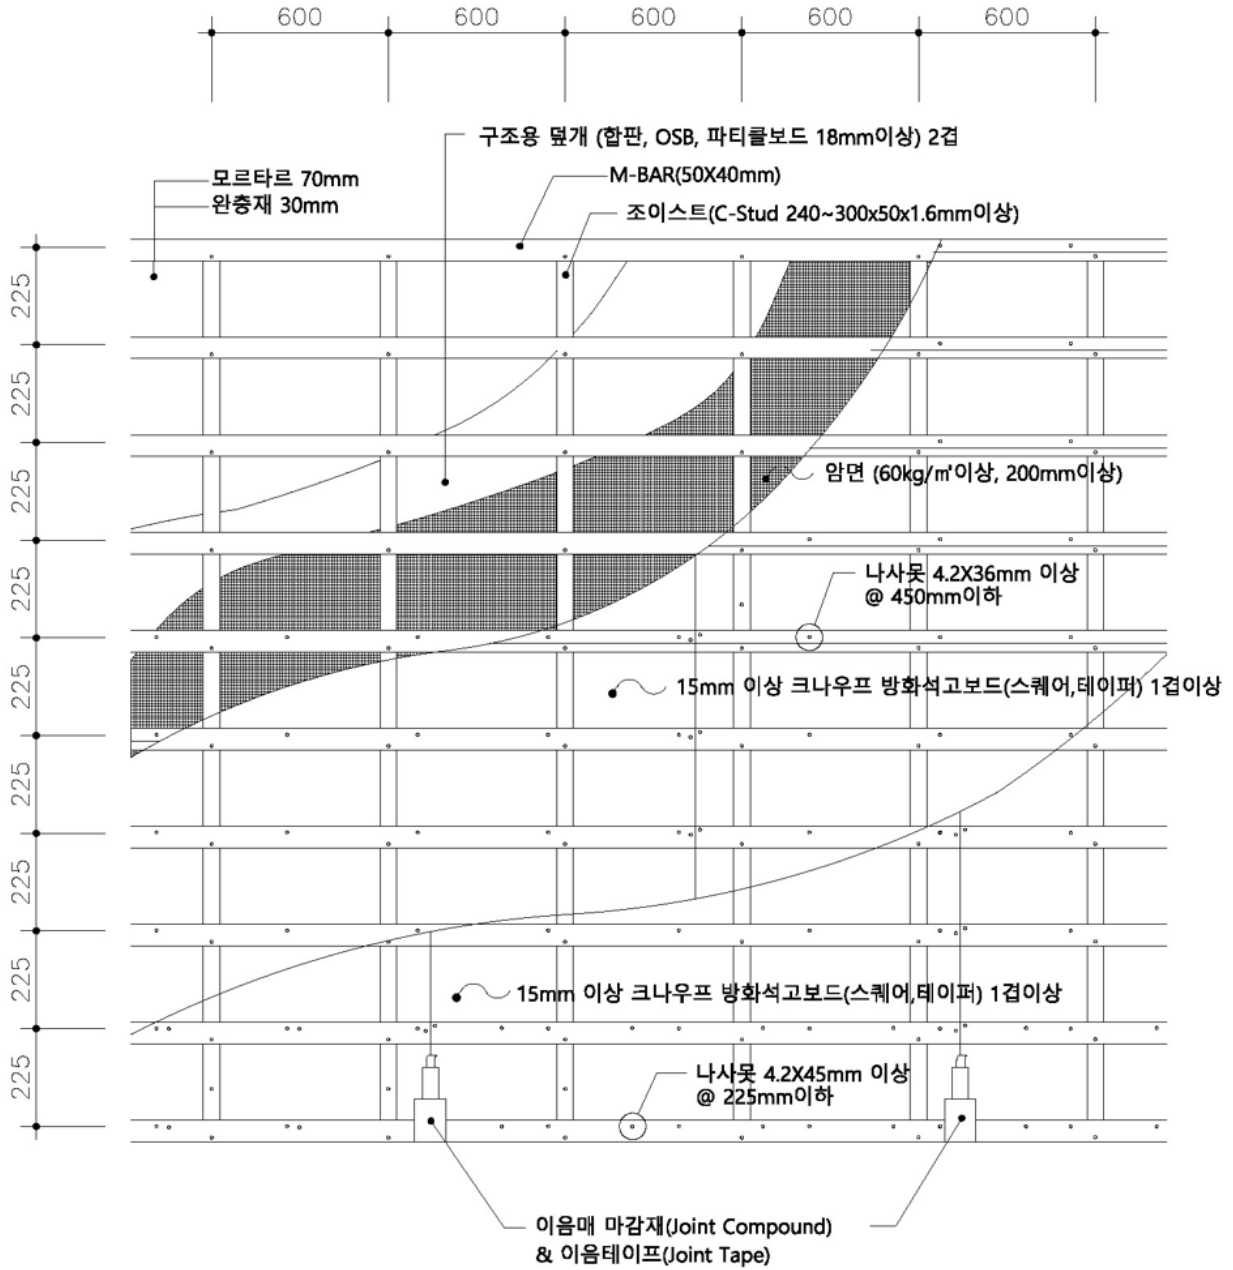 600 600 600 600 600
구조용 덮개 (합판, OSB, 파티클보드 18mm이상) 2겹
모르타르 70mm
완충재 30mm
M-BAR(50X40mm)
조이스트(C-Stud 240~300x50x1.6mm이상)
225
225
225
225
225
225
225
225
225
암면 (60kg/㎥이상, 200mm이상)
나사못 4.2X36mm 이상
@ 450mm이하
15mm 이상 크나우프 방화석고보드(스퀘어,테이퍼) 1겹이상
15mm 이상 크나우프 방화석고보드(스퀘어,테이퍼) 1겹이상
나사못 4.2X45mm 이상
@ 225mm이하
이음매 마감재(Joint Compound)
& 이음테이프(Joint Tape)